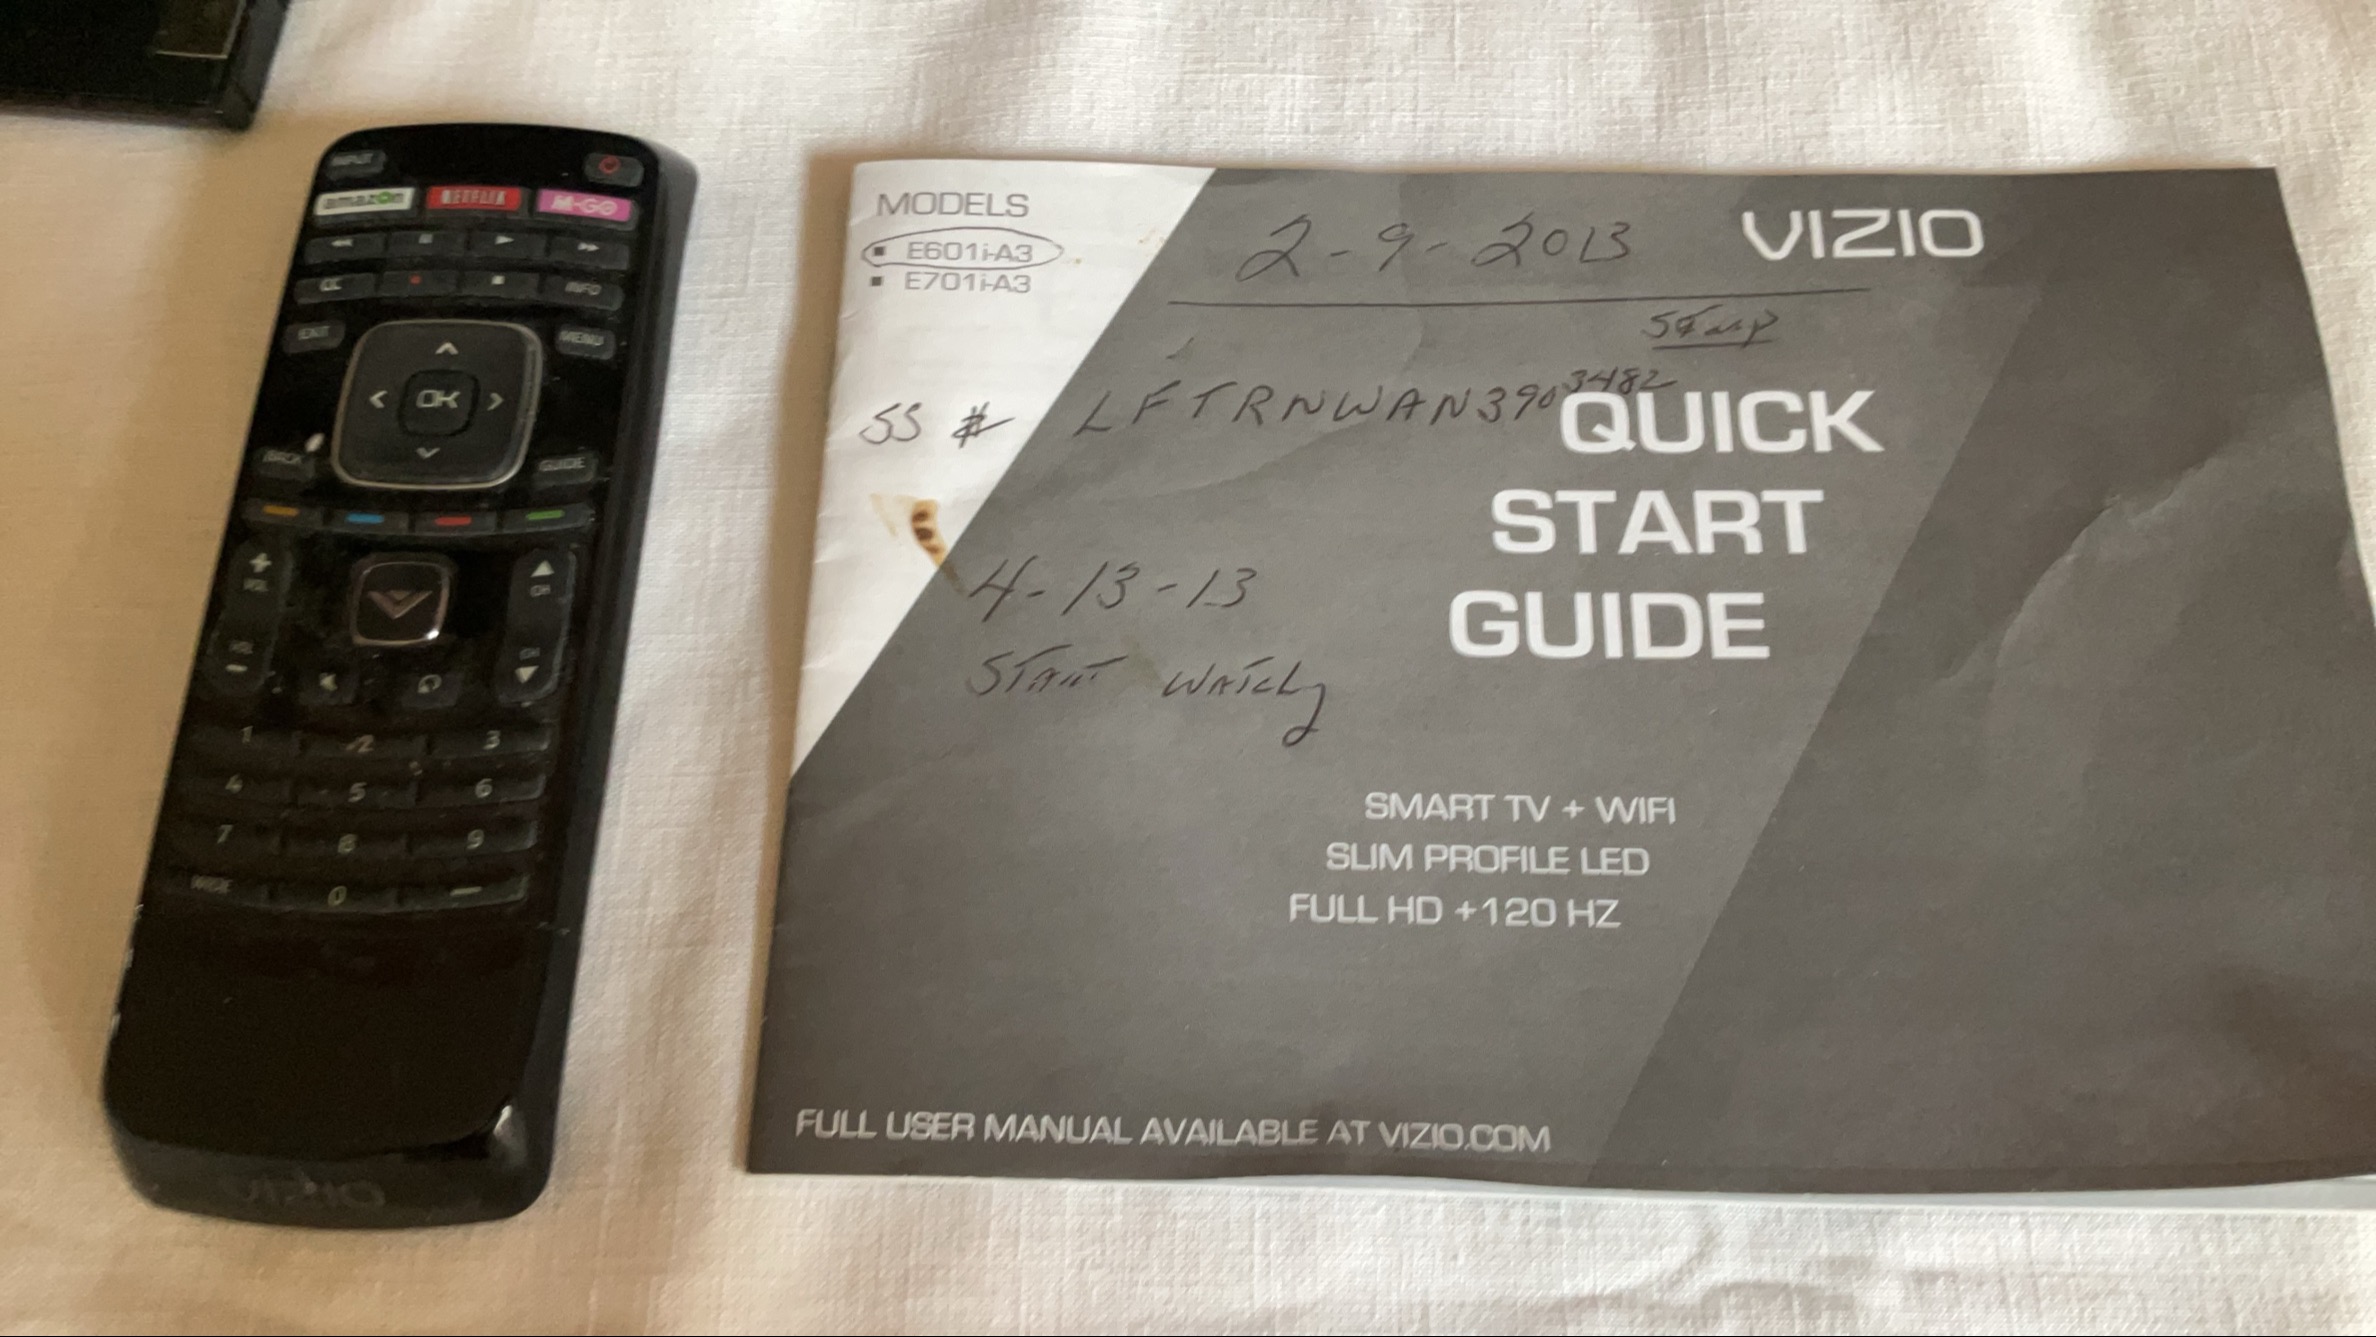 INPUT
amazon NETFLIX M-GO
CC INFO
EXIT MENU
OK
BACK GUIDE
+ VOL CH
VOL - CH
1 2 3
4 5 6
7 8 9
WIDE 0 —
VIZIO
MODELS
▪ E601i-A3
▪ E701i-A3
2-9-2013
VIZIO
SS # LFTRNWAN3903482
QUICK
START
GUIDE
4-13-13
START WATCHg
SMART TV + WIFI
SLIM PROFILE LED
FULL HD +120 HZ
FULL USER MANUAL AVAILABLE AT VIZIO.COM